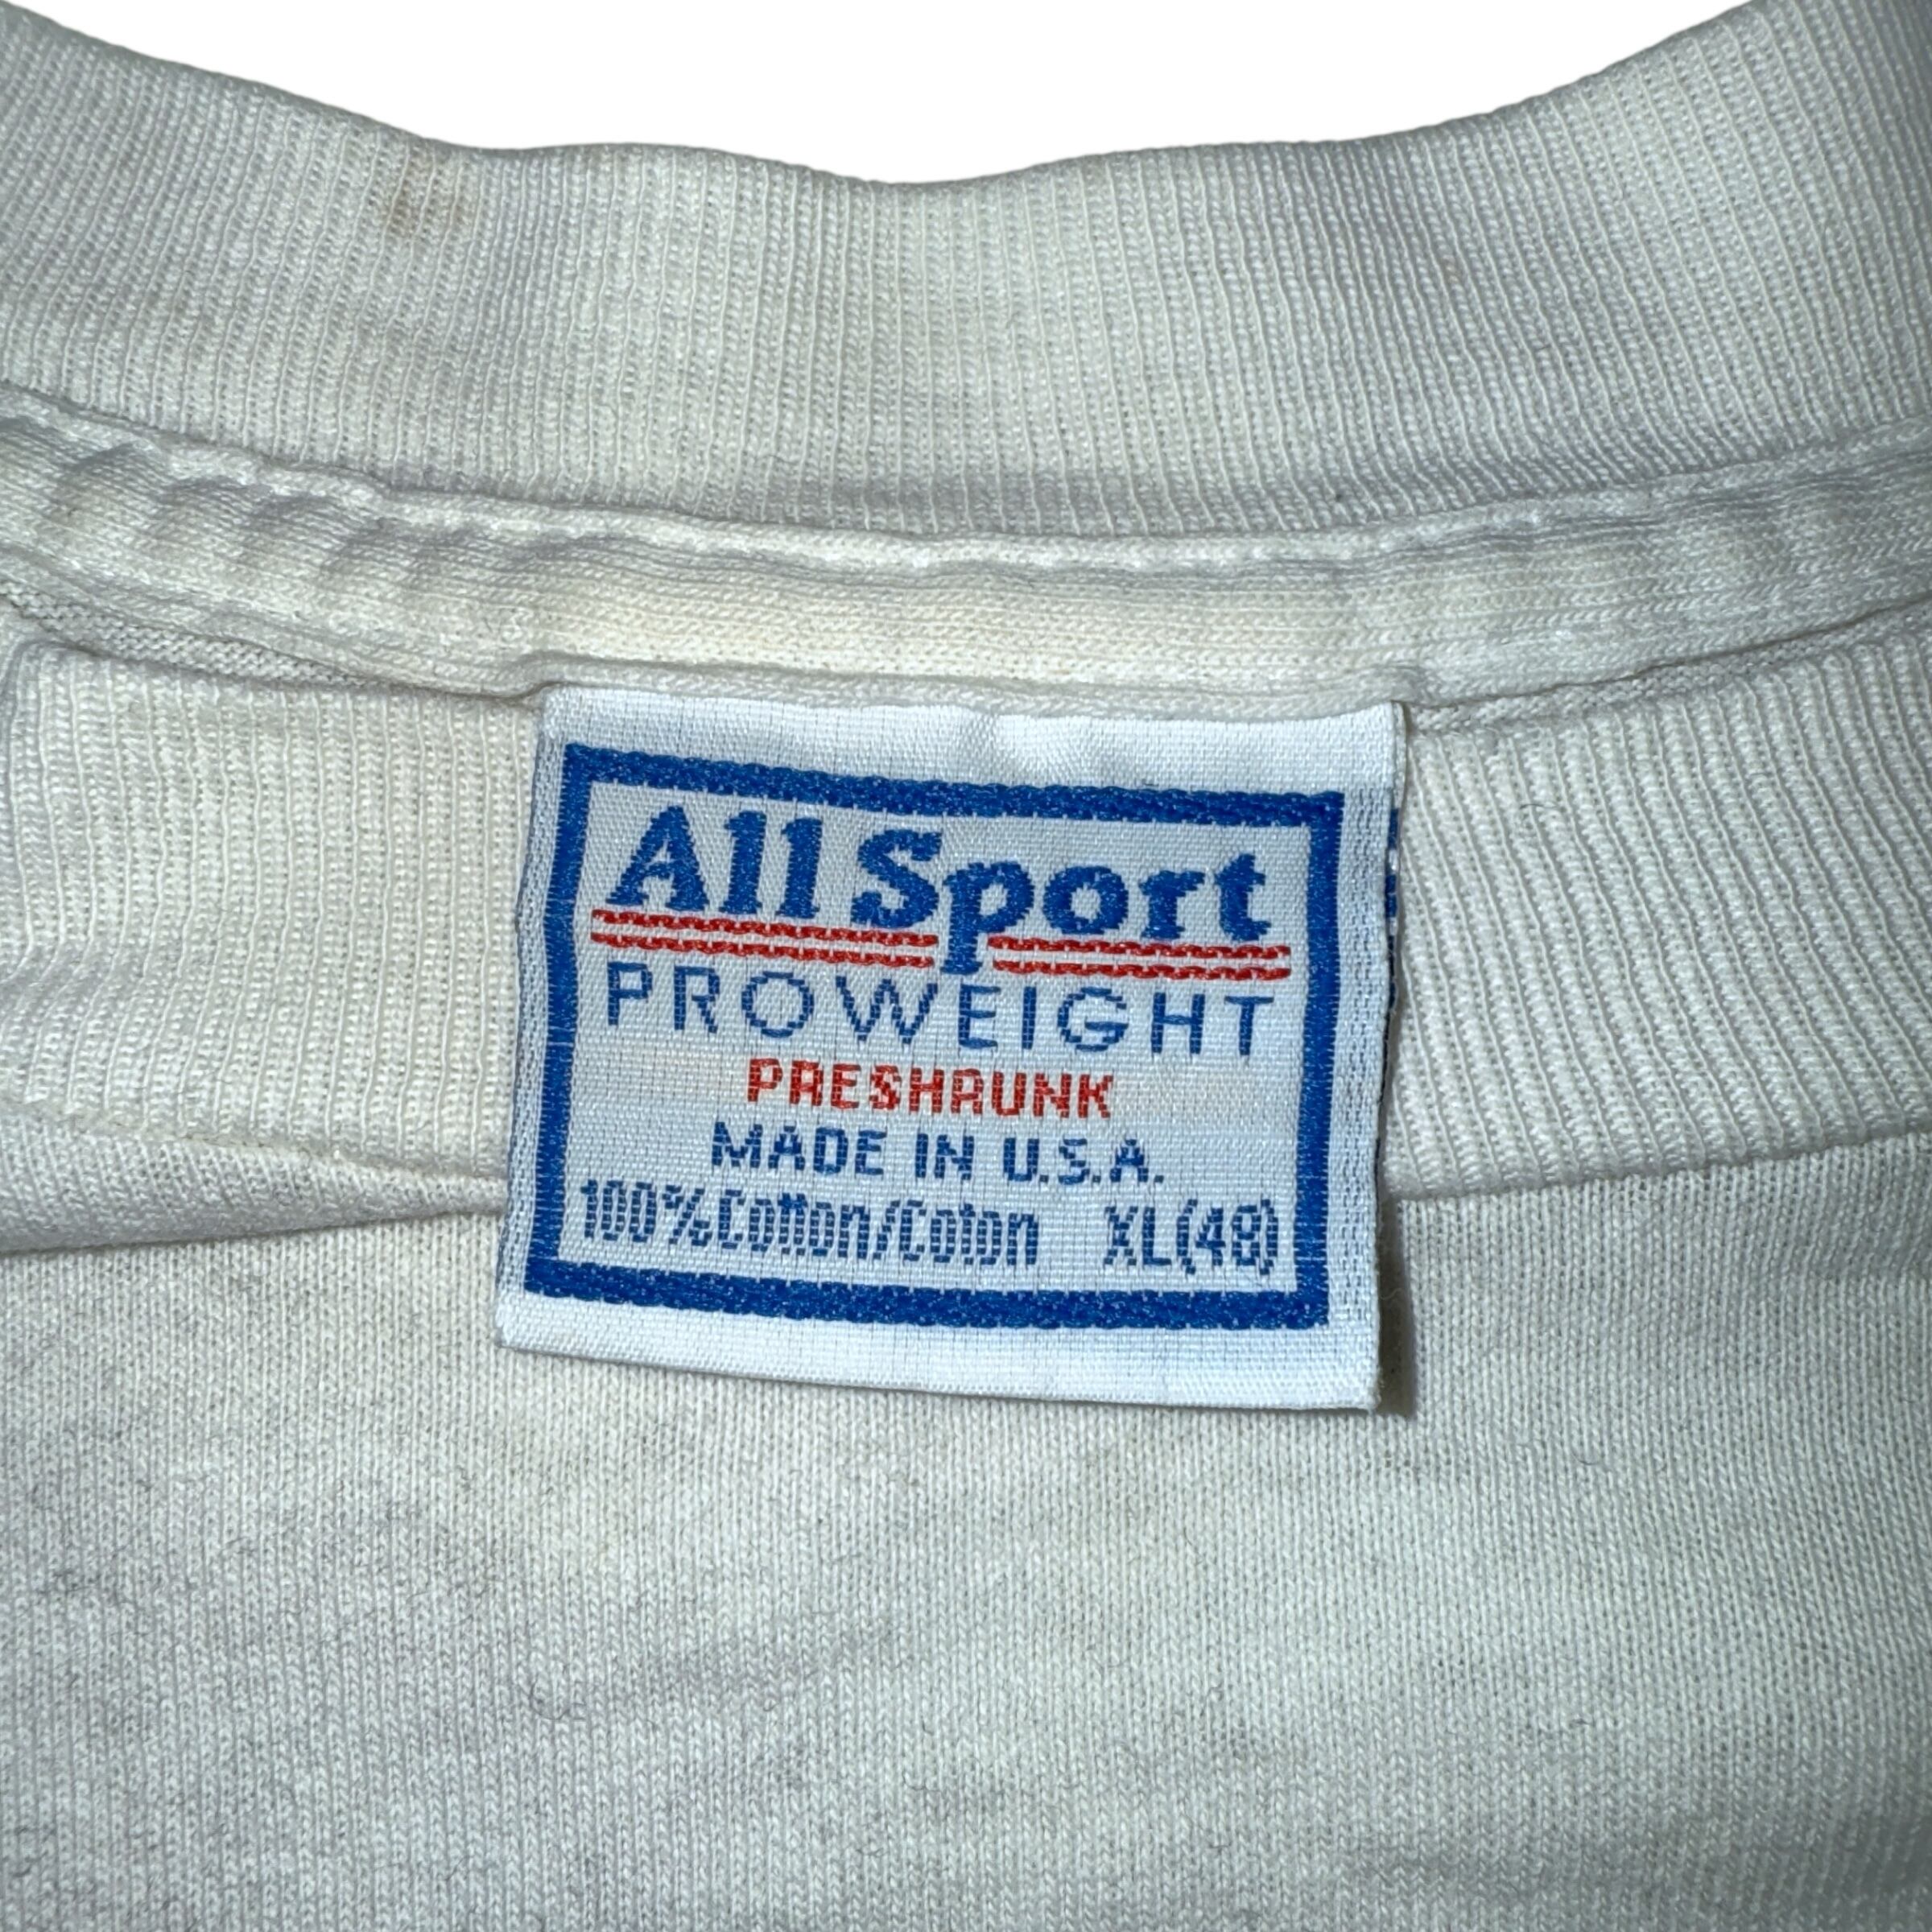 All Sport
PROWEIGHT
PRESHRUNK
MADE IN U.S.A.
100% Cotton/Coton XL(48)